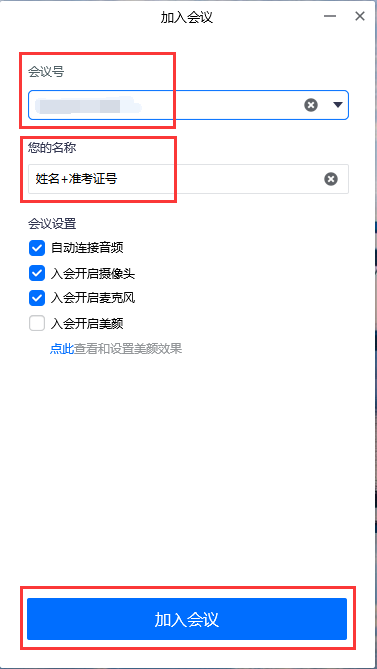 加入会议
会议号
您的名称
姓名+准考证号
会议设置
自动连接音频
入会开启摄像头
入会开启麦克风
入会开启美颜
点此查看和设置美颜效果
加入会议